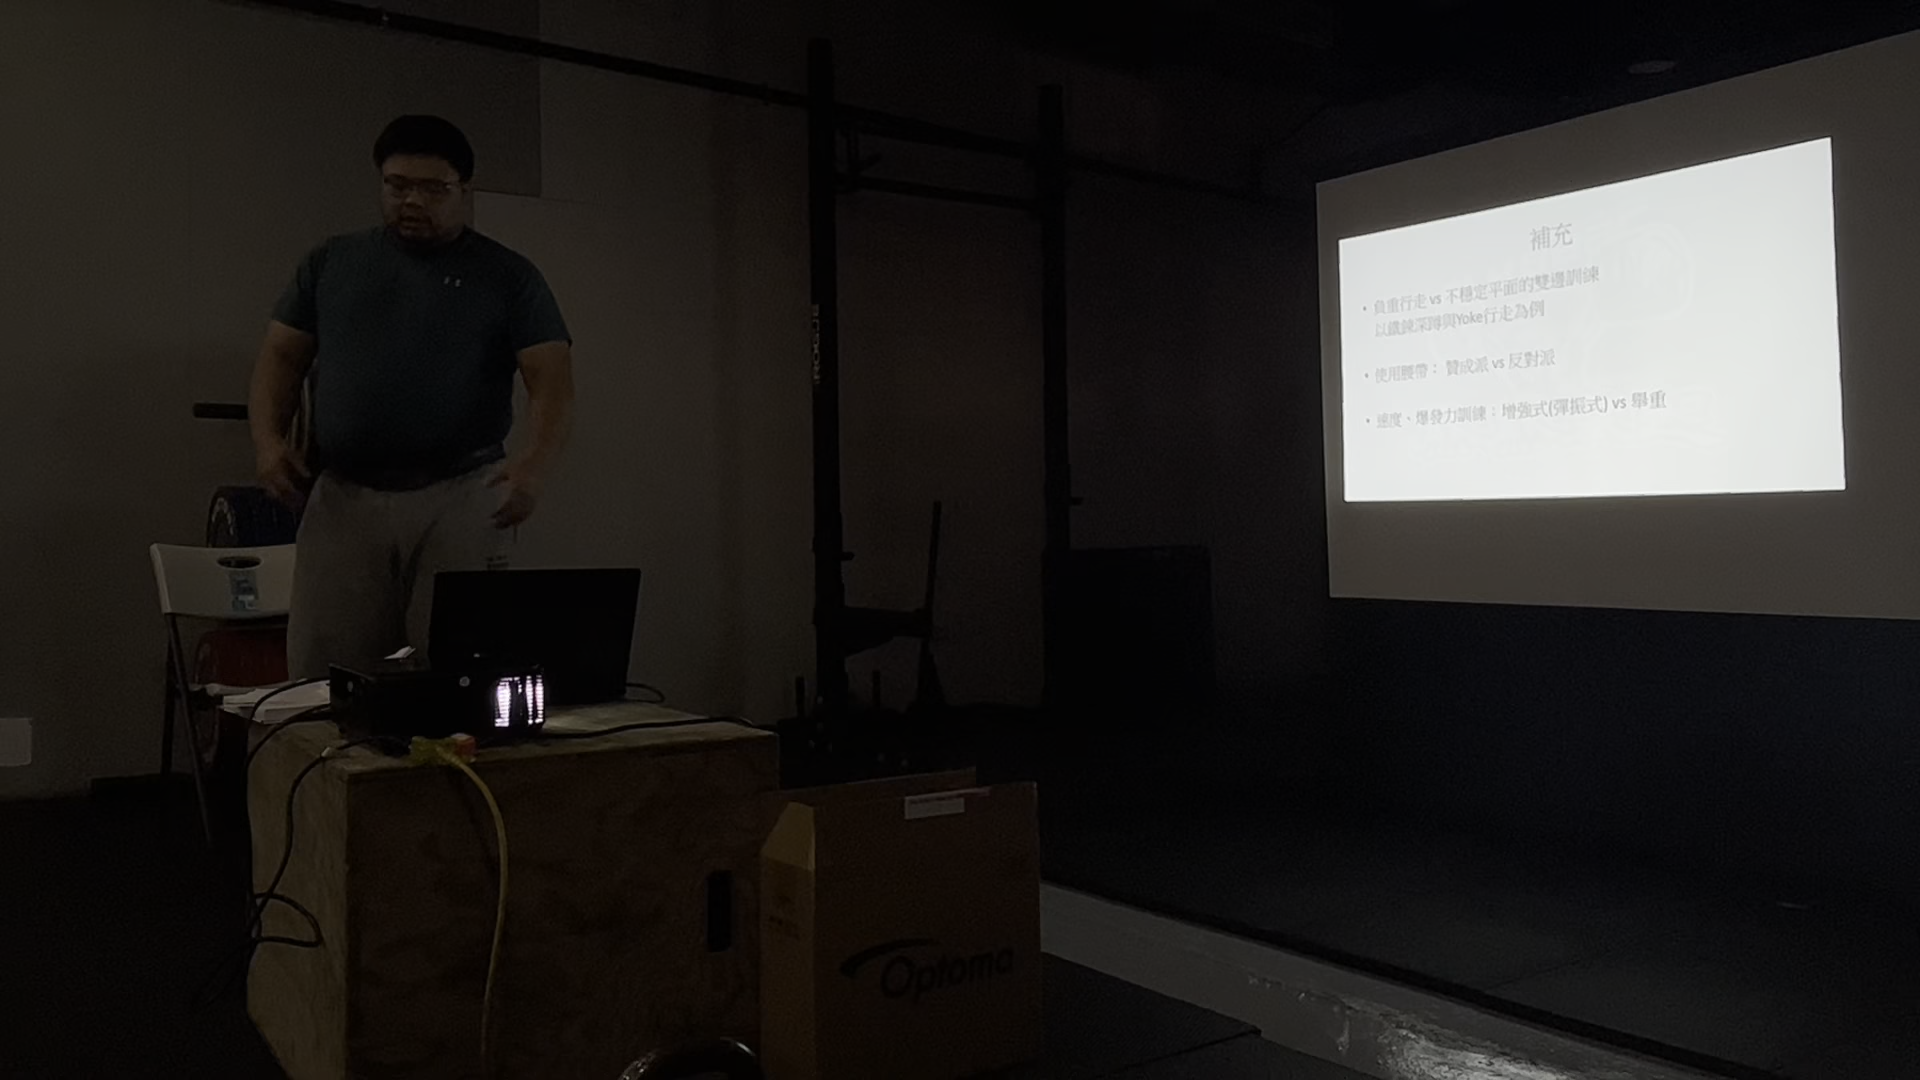 補充
• 負重行走 vs 不穩定平面的雙邊訓練
以鐵鍊深蹲與Yoke行走為例
• 使用腰帶： 贊成派 vs 反對派
• 速度、爆發力訓練：增強式(彈振式) vs 舉重
ROGUE
Optoma